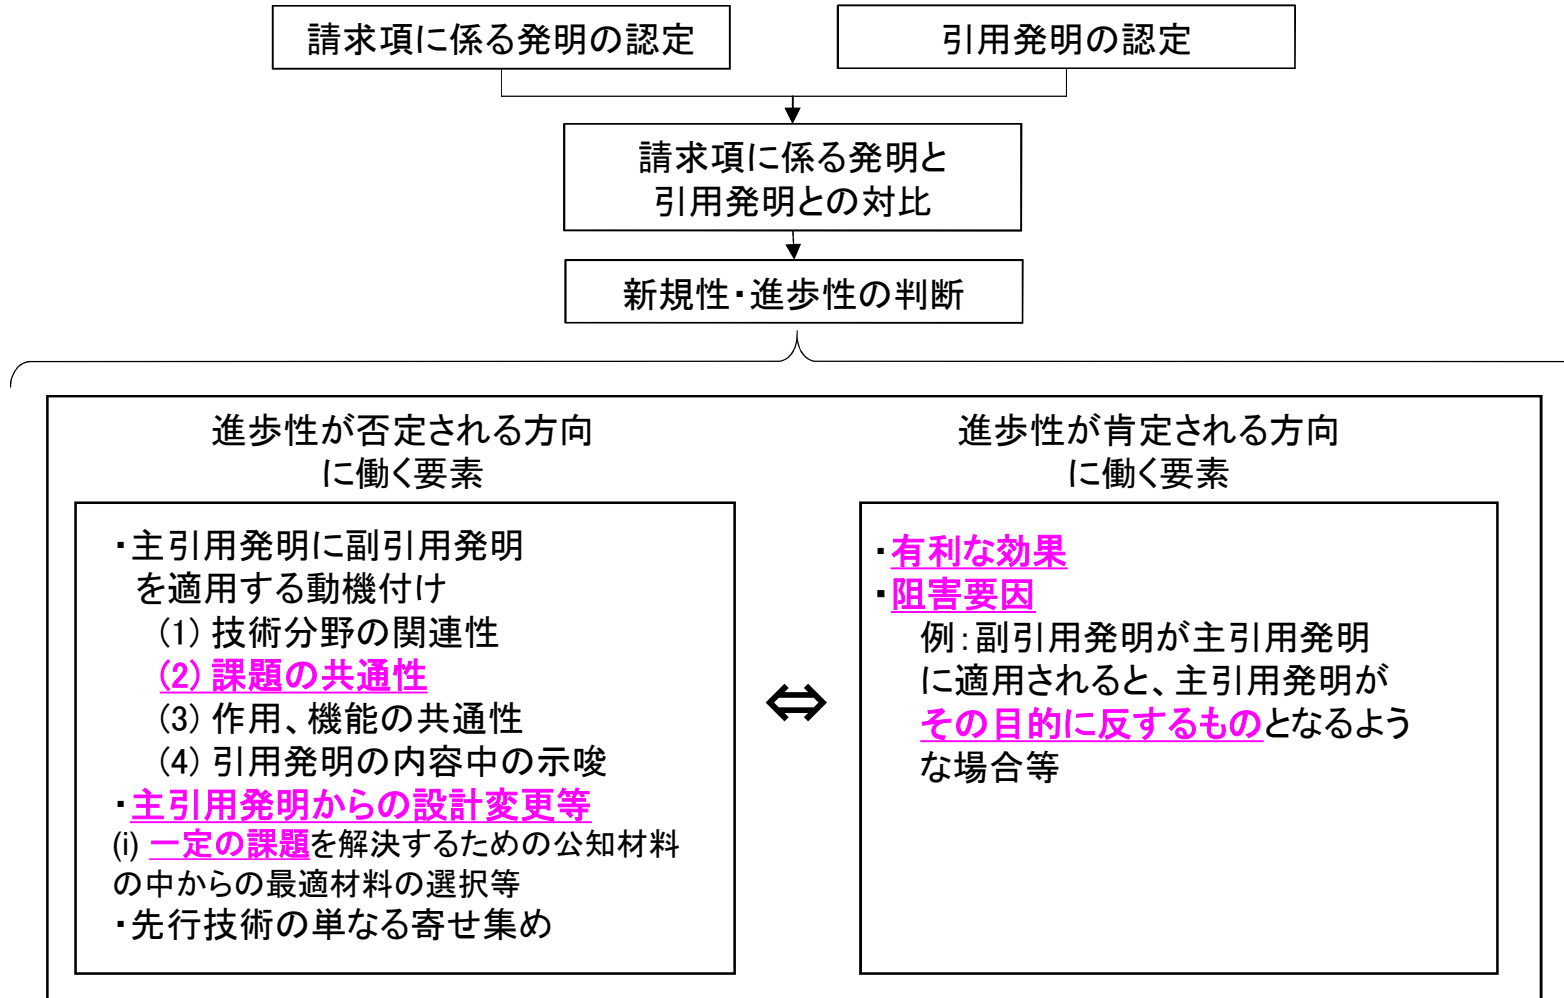 請求項に係る発明の認定
引用発明の認定
請求項に係る発明と
引用発明との対比
新規性・進歩性の判断
進歩性が否定される方向
に働く要素
・主引用発明に副引用発明
を適用する動機付け
(1) 技術分野の関連性
(2) 課題の共通性
(3) 作用、機能の共通性
(4) 引用発明の内容中の示唆
・主引用発明からの設計変更等
(i) 一定の課題を解決するための公知材料
の中からの最適材料の選択等
・先行技術の単なる寄せ集め
進歩性が肯定される方向
に働く要素
・有利な効果
・阻害要因
例：副引用発明が主引用発明
に適用されると、主引用発明が
その目的に反するものとなるよう
な場合等